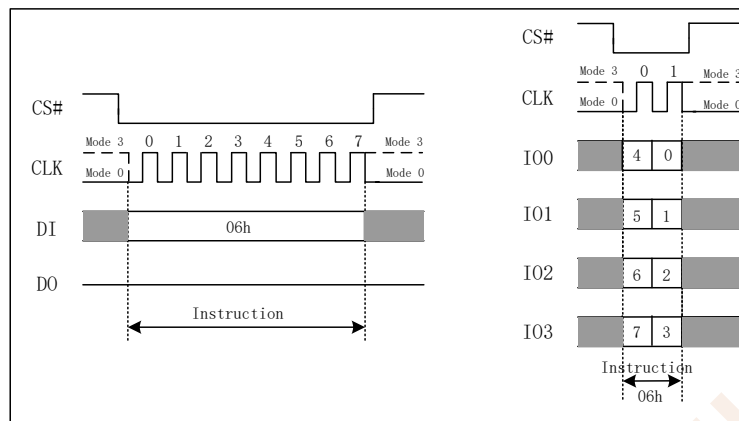 CS#
Mode 3 0 1 2 3 4 5 6 7 Mode 3
CLK
Mode 0 Mode 0
DI 06h
DO
Instruction
CS#
Mode 3 0 1 Mode 3
CLK
Mode 0 Mode 0
IO0 4 0
IO1 5 1
IO2 6 2
IO3 7 3
Instruction
06h